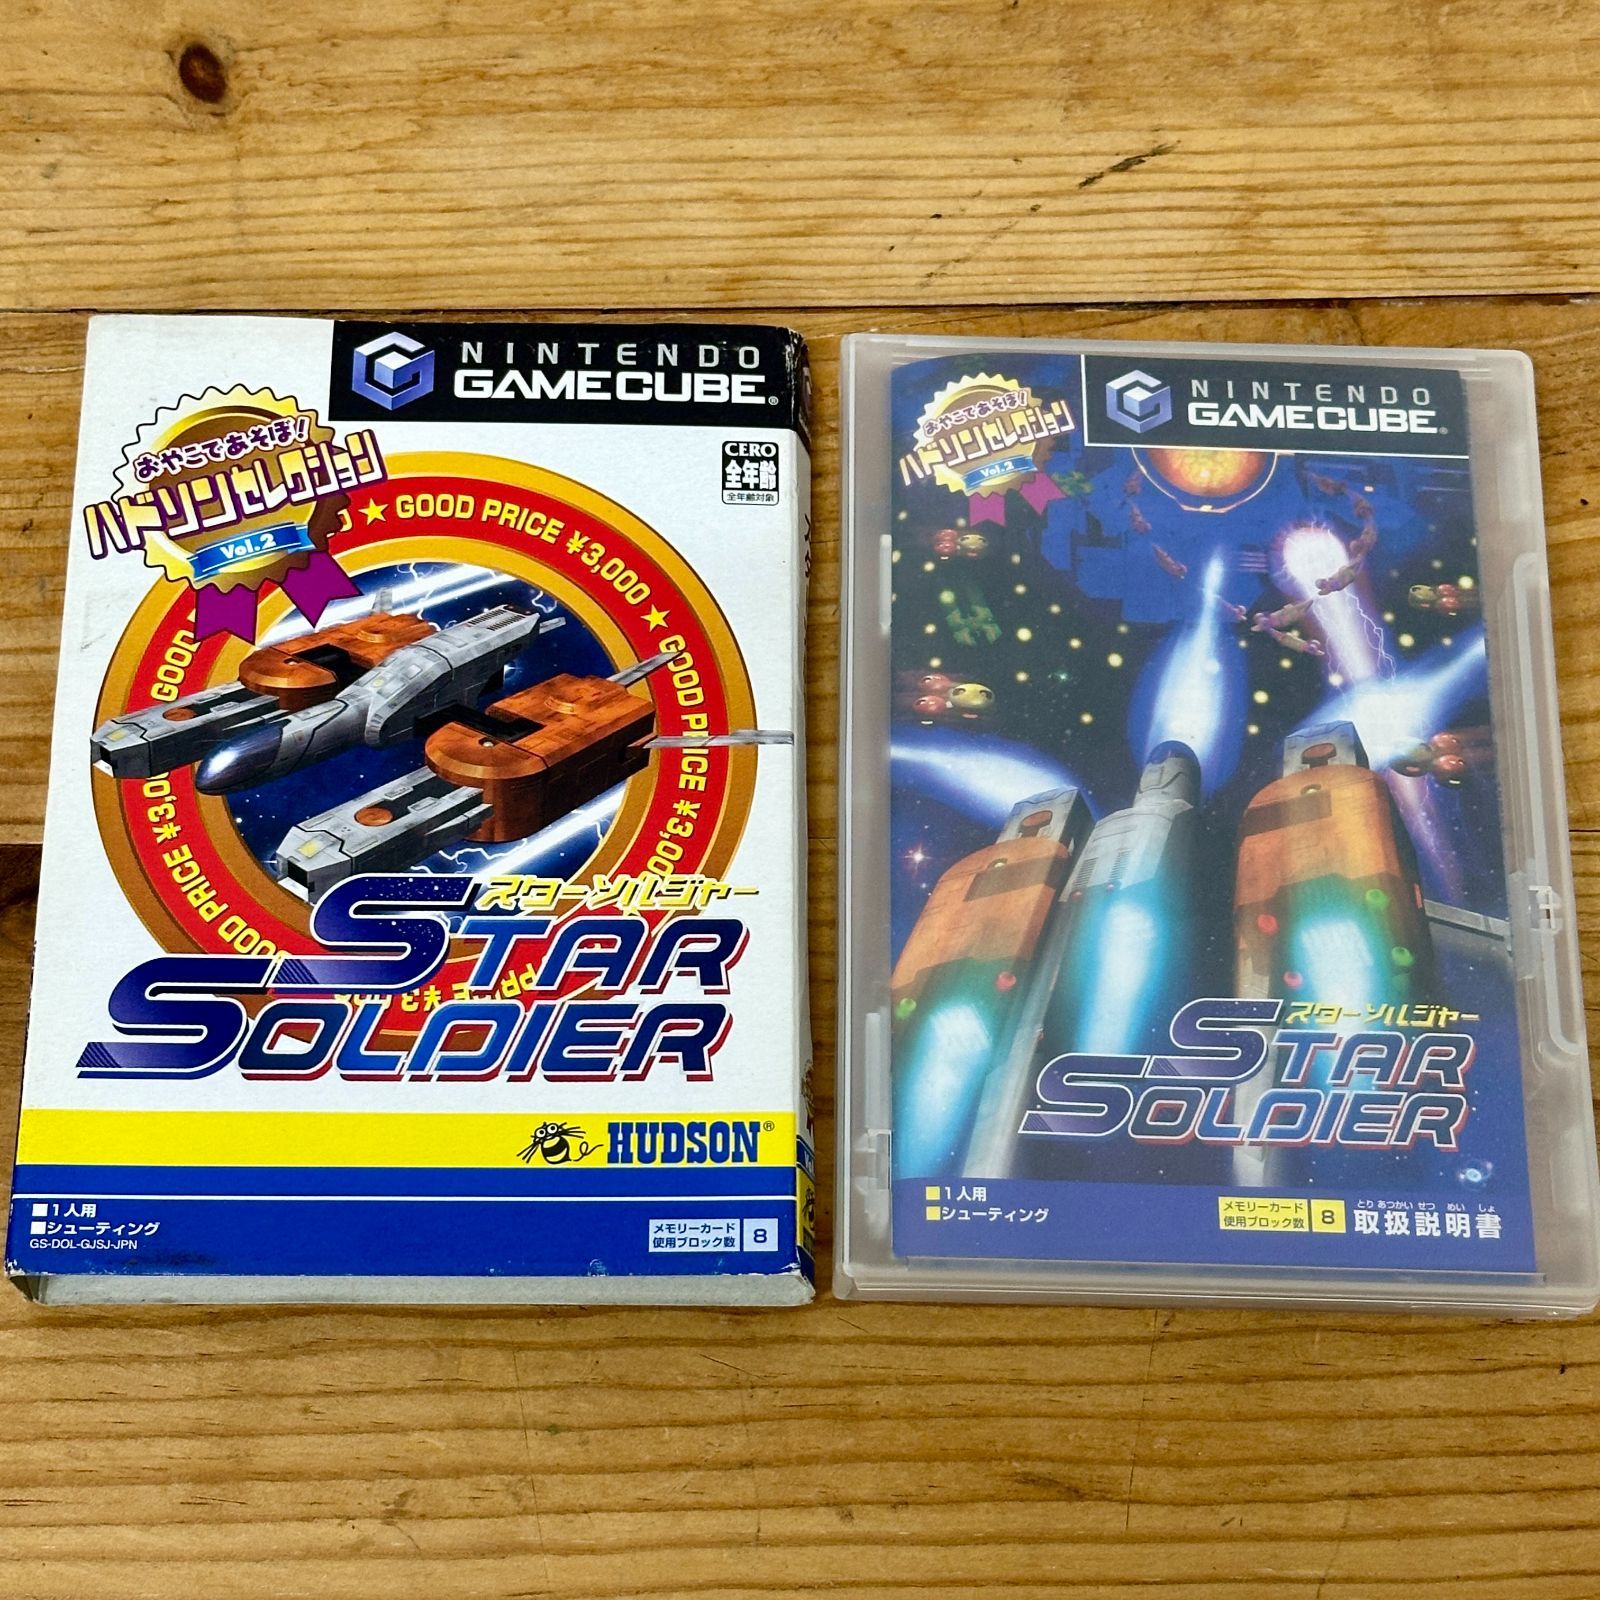 NINTENDO
GAMECUBE®
おやこであそぼ!
ハドソンセレクション
Vol.2
CERO
全年齢
全年齢対象
★ GOOD PRICE ¥3,000 ★ GOOD PRICE ¥3,000
GOOD PRICE ¥3,000
スターソルジャー
STAR
SOLDIER
HUDSON®
■1人用
■シューティング
GS-DOL-GJSJ-JPN
メモリーカード
使用ブロック数 8
NINTENDO
GAMECUBE®
おやこであそぼ!
ハドソンセレクション
Vol.2
スターソルジャー
STAR
SOLDIER
■1人用
■シューティング
メモリーカード
使用ブロック数 8
とりあつかいせつめいしょ
取扱説明書